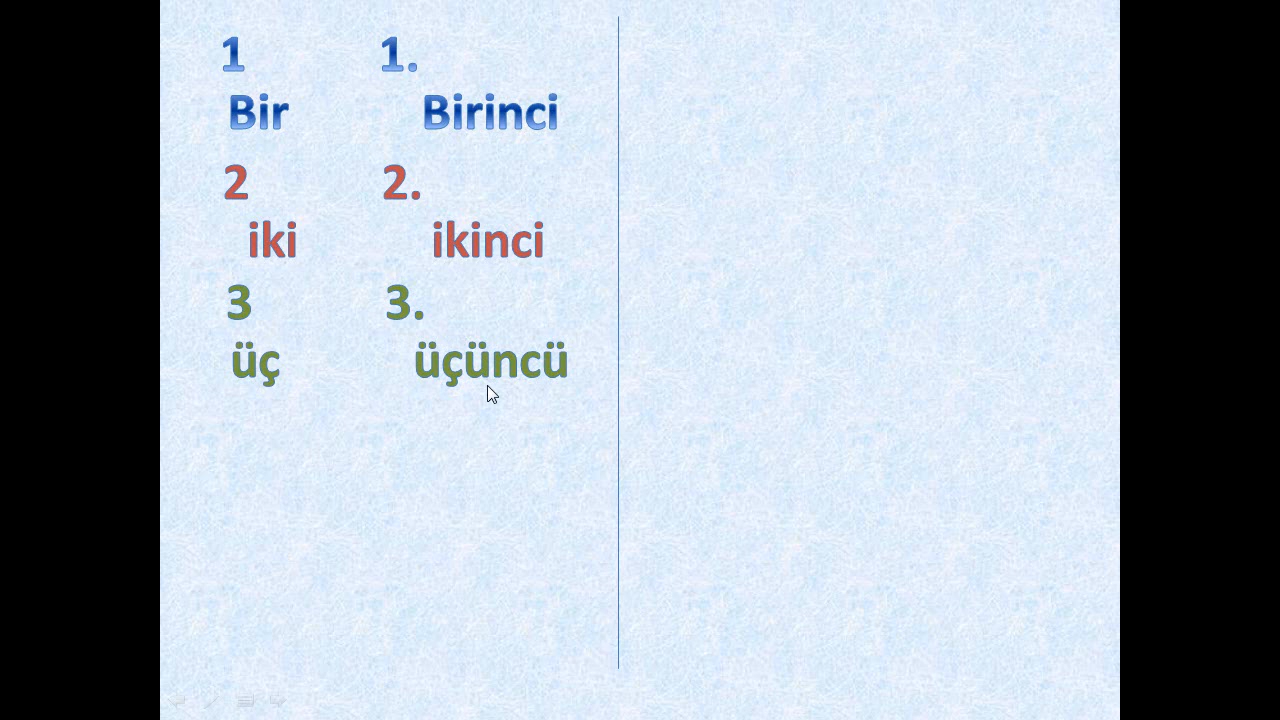 1 1.
Bir Birinci
2 2.
iki ikinci
3 3.
üç üçüncü